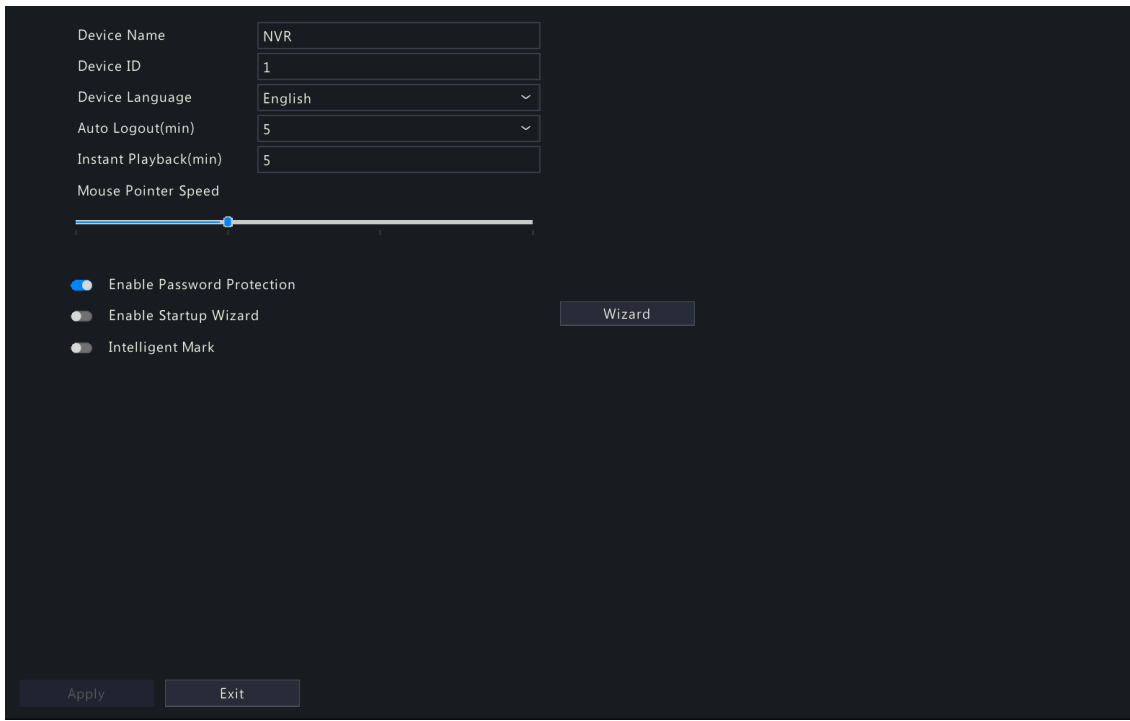 Device Name NVR
Device ID 1
Device Language English
Auto Logout(min) 5
Instant Playback(min) 5
Mouse Pointer Speed
Enable Password Protection
Enable Startup Wizard Wizard
Intelligent Mark
Apply Exit